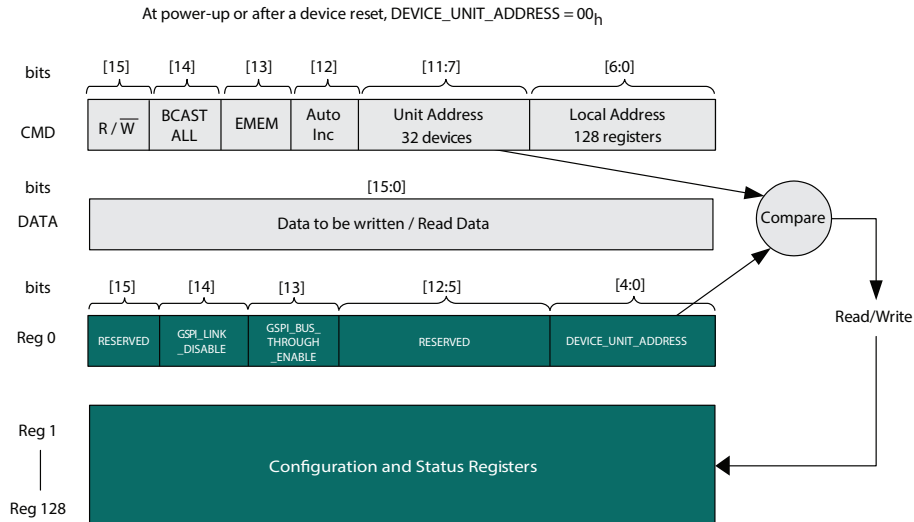 At power-up or after a device reset, DEVICE_UNIT_ADDRESS = 00h
bits [15] [14] [13] [12] [11:7] [6:0]
CMD
R / W
BCAST
ALL
EMEM
Auto
Inc
Unit Address
32 devices
Local Address
128 registers
bits [15:0]
DATA
Data to be written / Read Data
Compare
bits [15] [14] [13] [12:5] [4:0]
Reg 0
RESERVED
GSPI_LINK
_DISABLE
GSPI_BUS_
THROUGH
_ENABLE
RESERVED
DEVICE_UNIT_ADDRESS
Read/Write
Reg 1
Configuration and Status Registers
Reg 128